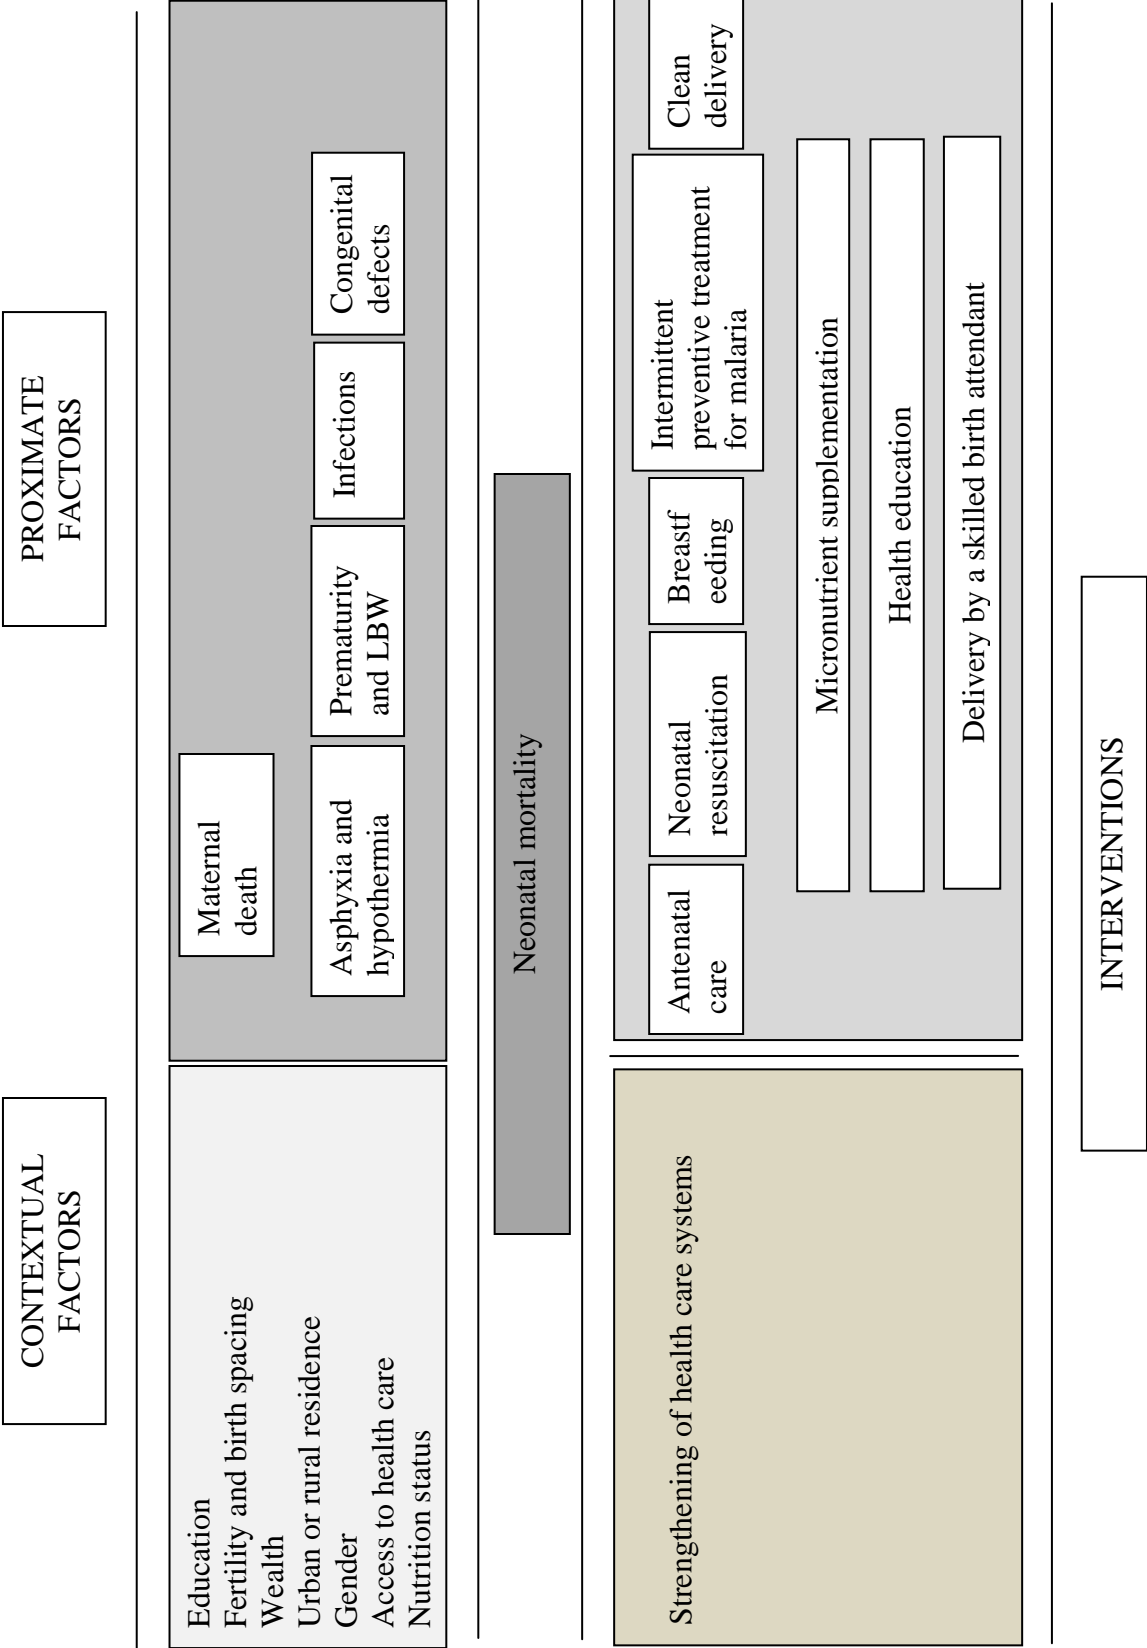 CONTEXTUAL
FACTORS
PROXIMATE
FACTORS
Education
Fertility and birth spacing
Wealth
Urban or rural residence
Gender
Access to health care
Nutrition status
Maternal
death
Asphyxia and
hypothermia
Prematurity
and LBW
Infections
Congenital
defects
Neonatal mortality
Strengthening of health care systems
Antenatal
care
Neonatal
resuscitation
Breastf
eeding
Intermittent
preventive treatment
for malaria
Clean
delivery
Micronutrient supplementation
Health education
Delivery by a skilled birth attendant
INTERVENTIONS